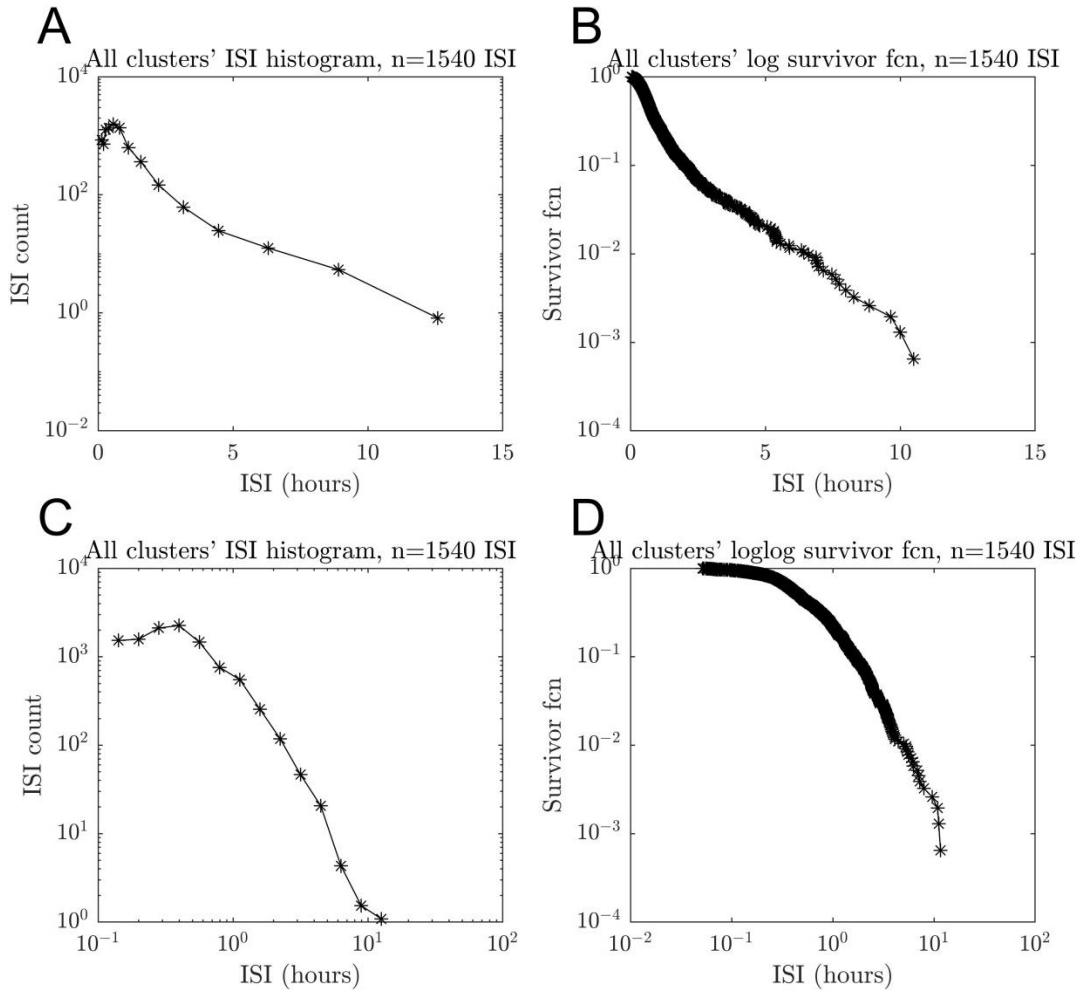 A
All clusters' ISI histogram, n=1540 ISI
10^4
10^2
10^0
10^-2
ISI count
0
5
10
15
ISI (hours)
B
All clusters' log survivor fcn, n=1540 ISI
10^0
10^-1
10^-2
10^-3
10^-4
Survivor fcn
0
5
10
15
ISI (hours)
C
All clusters' ISI histogram, n=1540 ISI
10^4
10^3
10^2
10^1
10^0
ISI count
10^-1
10^0
10^1
10^2
ISI (hours)
D
All clusters' loglog survivor fcn, n=1540 ISI
10^0
10^-1
10^-2
10^-3
10^-4
Survivor fcn
10^-2
10^-1
10^0
10^1
10^2
ISI (hours)